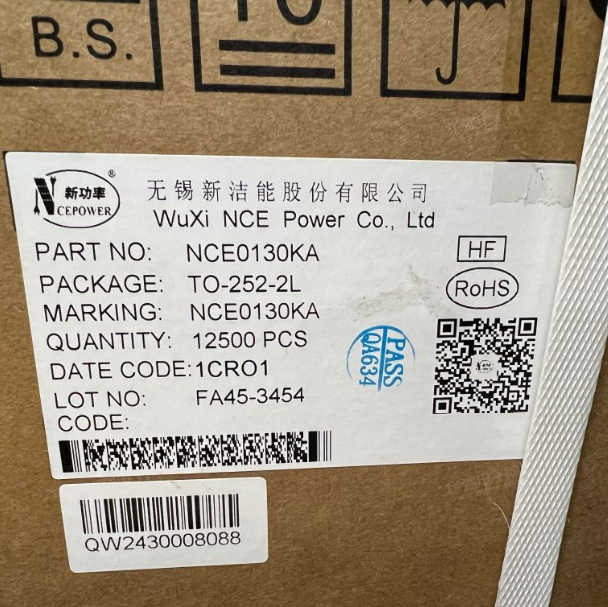 B.S.
新功率
NCEPOWER
®
无锡新洁能股份有限公司
WuXi NCE Power Co., Ltd
PART NO: NCE0130KA
HF
PACKAGE: TO-252-2L
RoHS
MARKING: NCE0130KA
QUANTITY: 12500 PCS
PASS
QA634
DATE CODE:1CRO1
LOT NO: FA45-3454
CODE:
QW2430008088